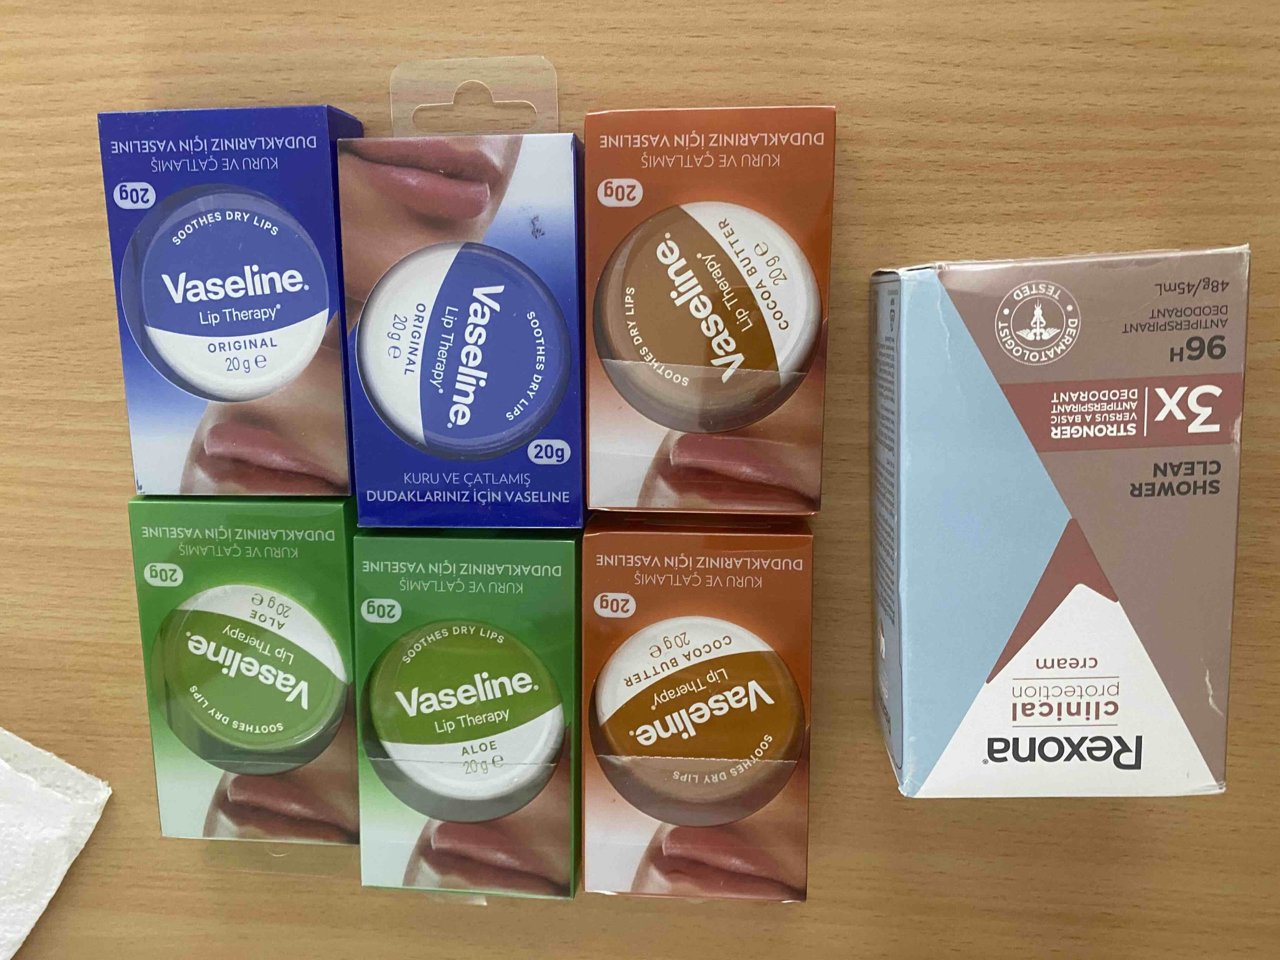 DUDAKLARINIZ İÇİN VASELINE
KURU VE ÇATLAMIŞ
20g
SOOTHES DRY LIPS
Vaseline.
Lip Therapy®
ORIGINAL
20 g e
SOOTHES DRY LIPS
Vaseline.
Lip Therapy®
ORIGINAL
20 g e
20g
KURU VE ÇATLAMIŞ
DUDAKLARINIZ İÇİN VASELINE
KURU VE ÇATLAMIŞ
DUDAKLARINIZ İÇİN VASELINE
20g
SOOTHES DRY LIPS
Vaseline.
Lip Therapy®
COCOA BUTTER
20 g e
KURU VE ÇATLAMIŞ
DUDAKLARINIZ İÇİN VASELINE
20g
SOOTHES DRY LIPS
Vaseline.
Lip Therapy
ALOE
20 g e
KURU VE ÇATLAMIŞ
DUDAKLARINIZ İÇİN VASELINE
20g
SOOTHES DRY LIPS
Vaseline.
Lip Therapy
ALOE
20 g e
KURU VE ÇATLAMIŞ
DUDAKLARINIZ İÇİN VASELINE
20g
SOOTHES DRY LIPS
Vaseline.
Lip Therapy®
COCOA BUTTER
20 g e
Rexona®
clinical
protection
cream
SHOWER
CLEAN
3X
STRONGER
VERSUS A BASIC
ANTIPERSPIRANT
DEODORANT
96H
ANTIPERSPIRANT
DEODORANT
48g/45mL
DERMATOLOGIST • TESTED •